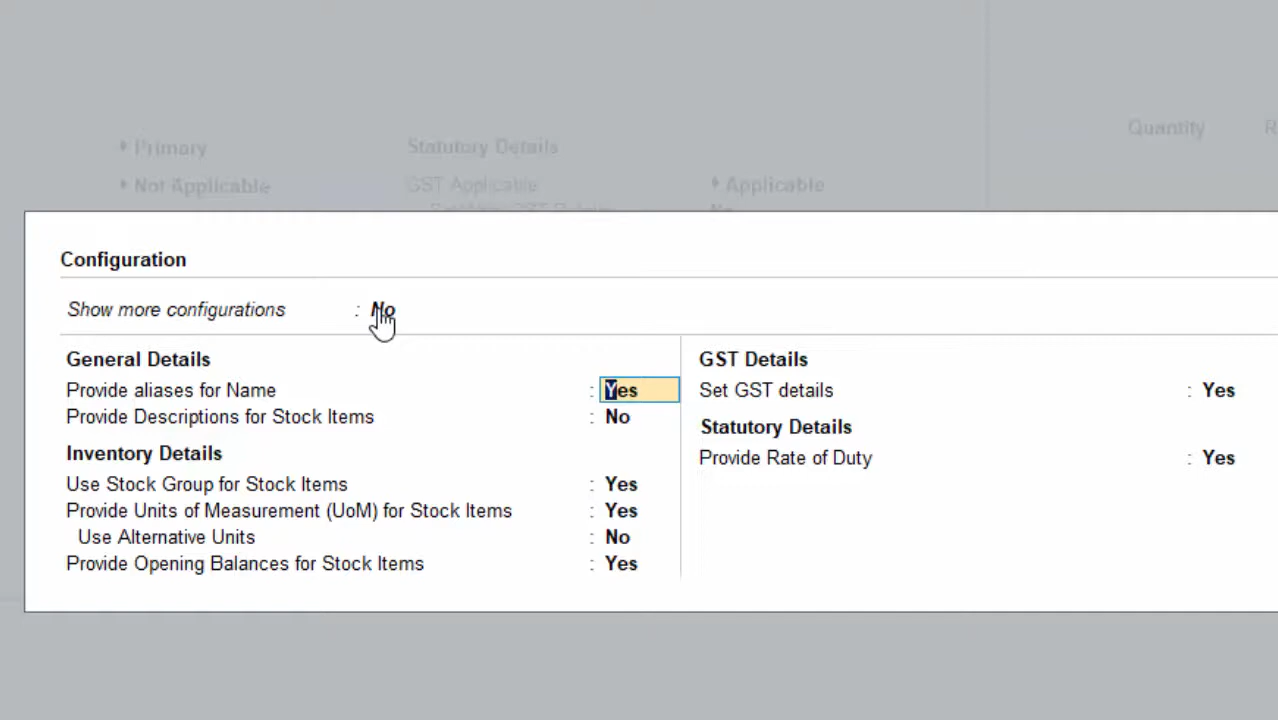 Quantity
Primary
Statutory Details
Not Applicable
GST Applicable
Applicable
Configuration
Show more configurations : No
General Details
Provide aliases for Name : Yes
Provide Descriptions for Stock Items : No
Inventory Details
Use Stock Group for Stock Items : Yes
Provide Units of Measurement (UoM) for Stock Items : Yes
Use Alternative Units : No
Provide Opening Balances for Stock Items : Yes
GST Details
Set GST details : Yes
Statutory Details
Provide Rate of Duty : Yes